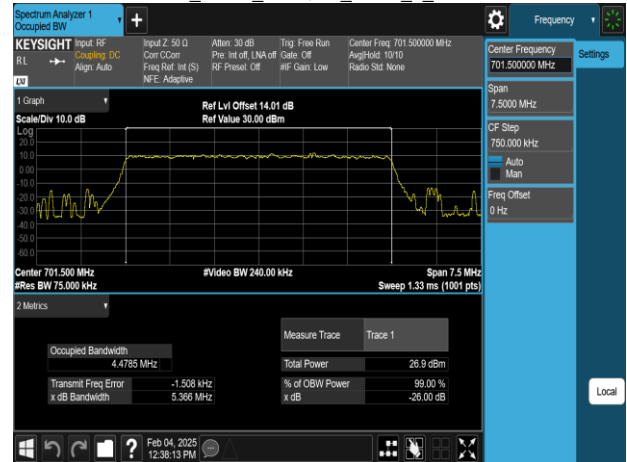 Spectrum Analyzer 1
Occupied BW
Frequency
KEYSIGHT
RL
LXI
Input: RF
Coupling: DC
Align: Auto
Input Z: 50 Ω
Corr CCorr
Freq Ref: Int (S)
NFE: Adaptive
Atten: 30 dB
Pre: Int off, LNA off
RF Presel: Off
Trig: Free Run
Gate: Off
#IF Gain: Low
Center Freq: 701.500000 MHz
Avg|Hold: 10/10
Radio Std: None
Center Frequency
701.500000 MHz
Settings
Span
7.5000 MHz
CF Step
750.000 kHz
Auto
Man
Freq Offset
0 Hz
Local
1 Graph
Scale/Div 10.0 dB
Ref Lvl Offset 14.01 dB
Ref Value 30.00 dBm
Log
20.0
10.0
0.00
-10.0
-20.0
-30.0
-40.0
-50.0
-60.0
Center 701.500 MHz
#Video BW 240.00 kHz
Span 7.5 MHz
#Res BW 75.000 kHz
Sweep 1.33 ms (1001 pts)
2 Metrics
Measure Trace
Trace 1
Occupied Bandwidth
4.4785 MHz
Total Power
26.9 dBm
Transmit Freq Error
-1.508 kHz
% of OBW Power
99.00 %
x dB Bandwidth
5.366 MHz
x dB
-26.00 dB
Feb 04, 2025
12:38:13 PM